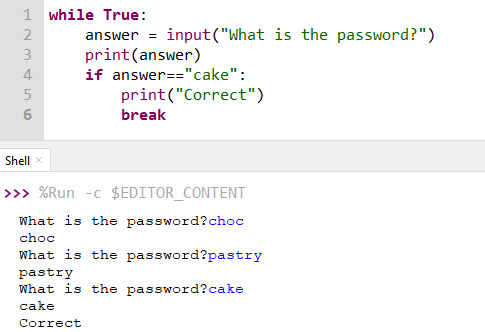 1 while True:
2     answer = input("What is the password?")
3     print(answer)
4     if answer=="cake":
5         print("Correct")
6         break
Shell ×
>>> %Run -c $EDITOR_CONTENT
What is the password?choc
choc
What is the password?pastry
pastry
What is the password?cake
cake
Correct